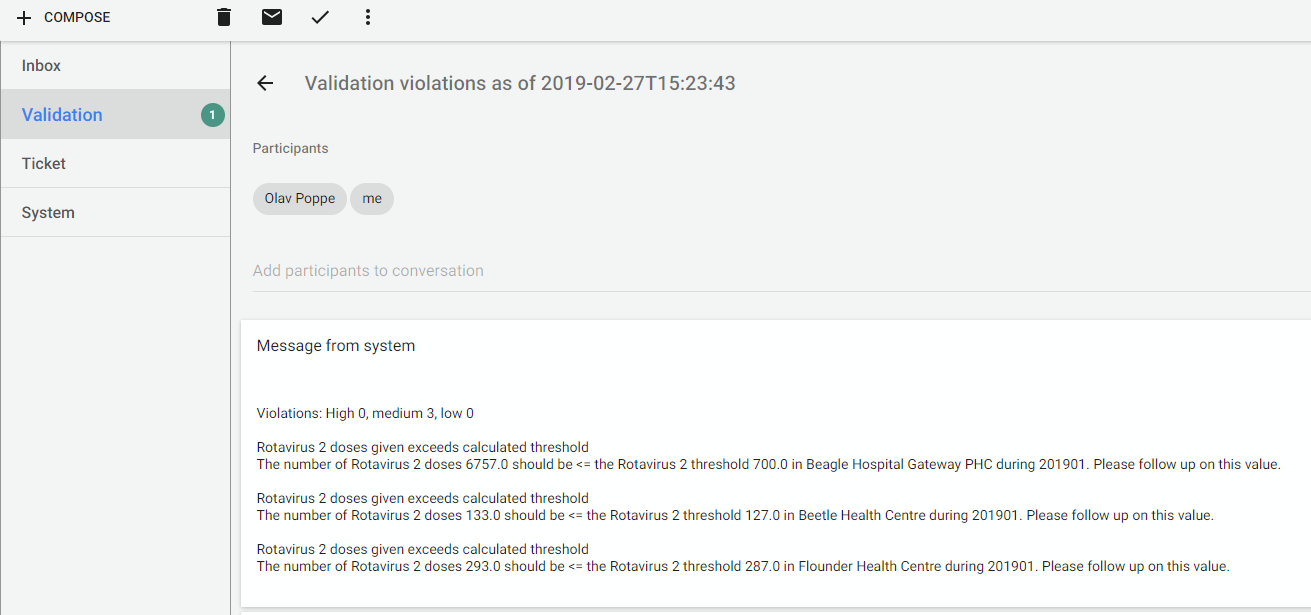 COMPOSE
Inbox
Validation
1
Ticket
System
Validation violations as of 2019-02-27T15:23:43
Participants
Olav Poppe
me
Add participants to conversation
Message from system
Violations: High 0, medium 3, low 0
Rotavirus 2 doses given exceeds calculated threshold
The number of Rotavirus 2 doses 6757.0 should be <= the Rotavirus 2 threshold 700.0 in Beagle Hospital Gateway PHC during 201901. Please follow up on this value.
Rotavirus 2 doses given exceeds calculated threshold
The number of Rotavirus 2 doses 133.0 should be <= the Rotavirus 2 threshold 127.0 in Beetle Health Centre during 201901. Please follow up on this value.
Rotavirus 2 doses given exceeds calculated threshold
The number of Rotavirus 2 doses 293.0 should be <= the Rotavirus 2 threshold 287.0 in Flounder Health Centre during 201901. Please follow up on this value.